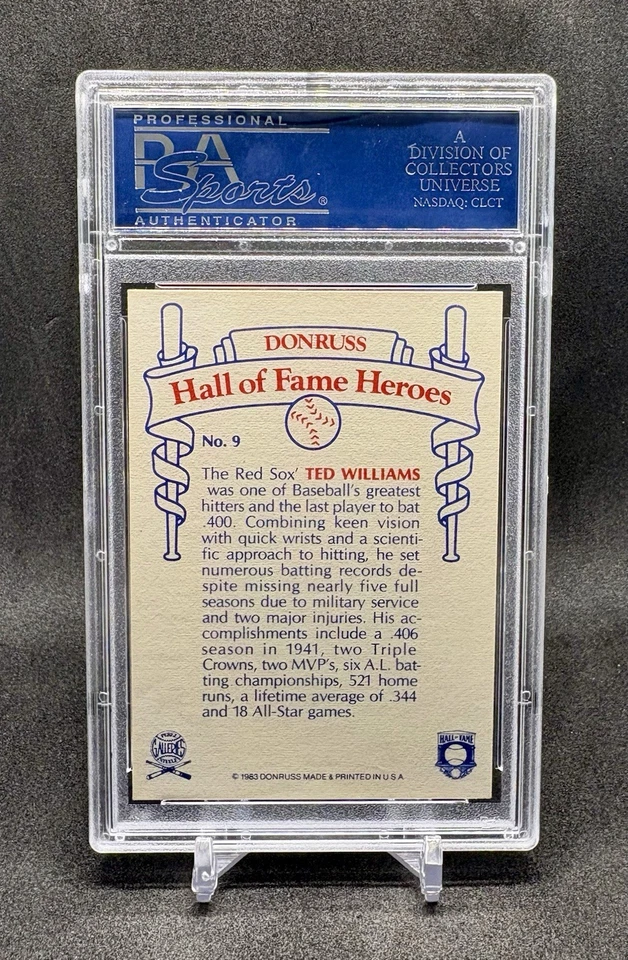 PROFESSIONAL
PSA
Sports®
AUTHENTICATOR
A
DIVISION OF
COLLECTORS
UNIVERSE
NASDAQ: CLCT
DONRUSS
Hall of Fame Heroes
No. 9
The Red Sox' TED WILLIAMS
was one of Baseball's greatest
hitters and the last player to bat
.400. Combining keen vision
with quick wrists and a scienti-
fic approach to hitting, he set
numerous batting records de-
spite missing nearly five full
seasons due to military service
and two major injuries. His ac-
complishments include a .406
season in 1941, two Triple
Crowns, two MVP's, six A.L. bat-
ting championships, 521 home
runs, a lifetime average of .344
and 18 All-Star games.
PEREZ
GALLERIES
STEELE
HALL of FAME
© 1983 DONRUSS MADE & PRINTED IN U.S.A.